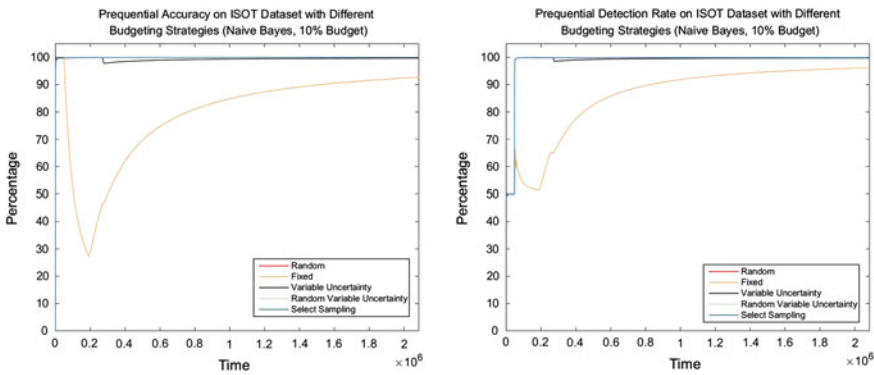 Prequential Accuracy on ISOT Dataset with Different
Budgeting Strategies (Naive Bayes, 10% Budget)
Percentage
100
90
80
70
60
50
40
30
20
10
0
Random
Fixed
Variable Uncertainty
Random Variable Uncertainty
Select Sampling
0 0.2 0.4 0.6 0.8 1 1.2 1.4 1.6 1.8 2
Time
×10⁶
Prequential Detection Rate on ISOT Dataset with Different
Budgeting Strategies (Naive Bayes, 10% Budget)
Percentage
100
90
80
70
60
50
40
30
20
10
0
Random
Fixed
Variable Uncertainty
Random Variable Uncertainty
Select Sampling
0 0.2 0.4 0.6 0.8 1 1.2 1.4 1.6 1.8 2
Time
×10⁶